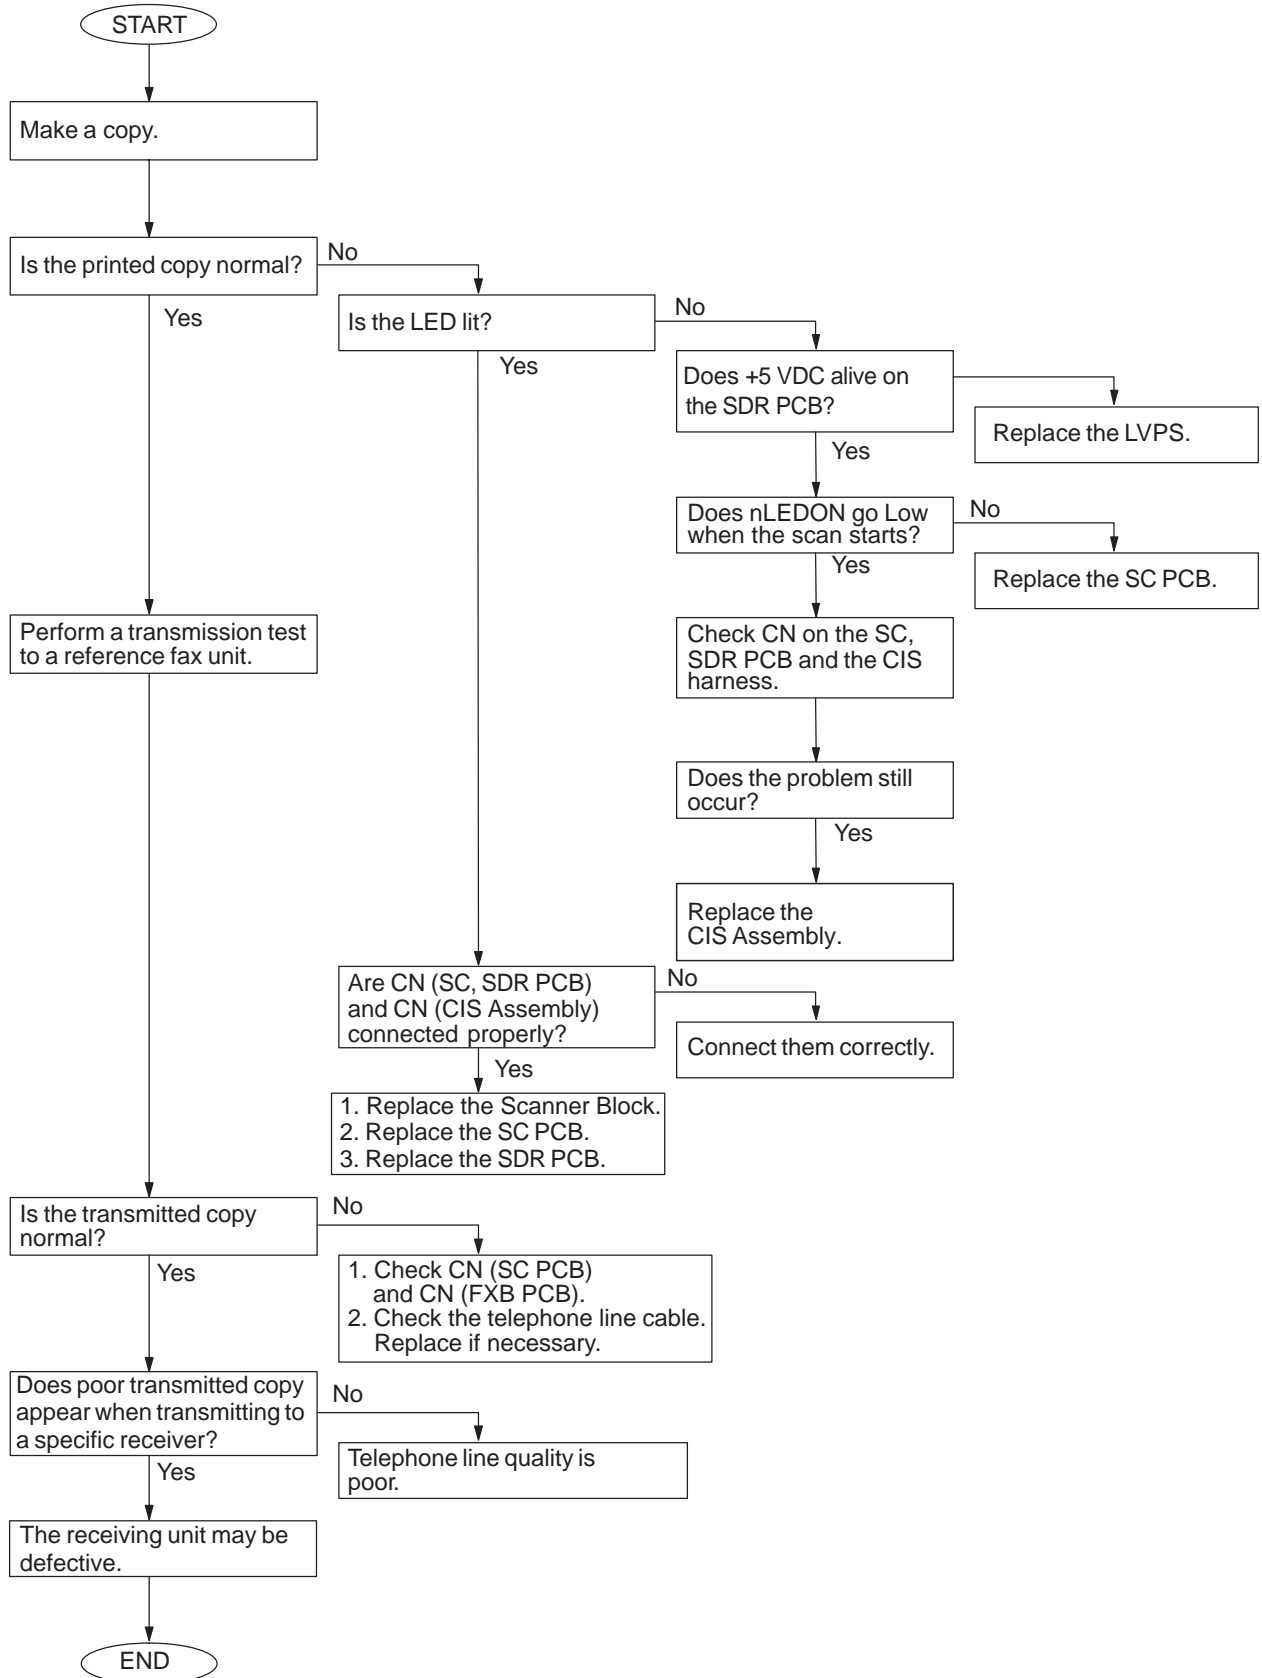 START
Make a copy.
Is the printed copy normal?
No
Yes
Is the LED lit?
No
Yes
Does +5 VDC alive on
the SDR PCB?
Replace the LVPS.
Yes
Does nLEDON go Low
when the scan starts?
No
Yes
Replace the SC PCB.
Perform a transmission test
to a reference fax unit.
Check CN on the SC,
SDR PCB and the CIS
harness.
Does the problem still
occur?
Yes
Replace the
CIS Assembly.
Are CN (SC, SDR PCB)
and CN (CIS Assembly)
connected properly?
No
Connect them correctly.
Yes
1. Replace the Scanner Block.
2. Replace the SC PCB.
3. Replace the SDR PCB.
Is the transmitted copy
normal?
No
Yes
1. Check CN (SC PCB)
and CN (FXB PCB).
2. Check the telephone line cable.
Replace if necessary.
Does poor transmitted copy
appear when transmitting to
a specific receiver?
No
Yes
Telephone line quality is
poor.
The receiving unit may be
defective.
END